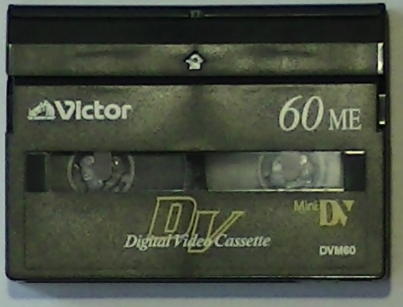 Victor
60 ME
Mini DV
DV
Digital Video Cassette
DVM60